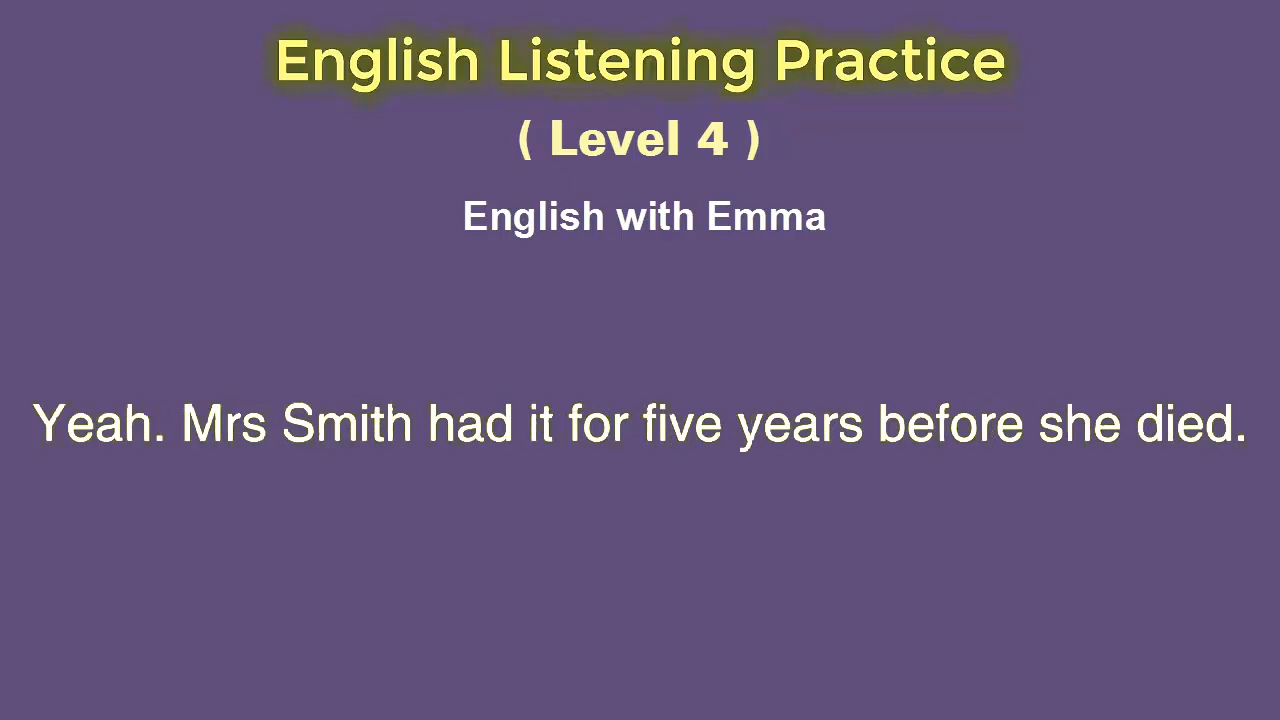 English Listening Practice
( Level 4 )
English with Emma
Yeah. Mrs Smith had it for five years before she died.